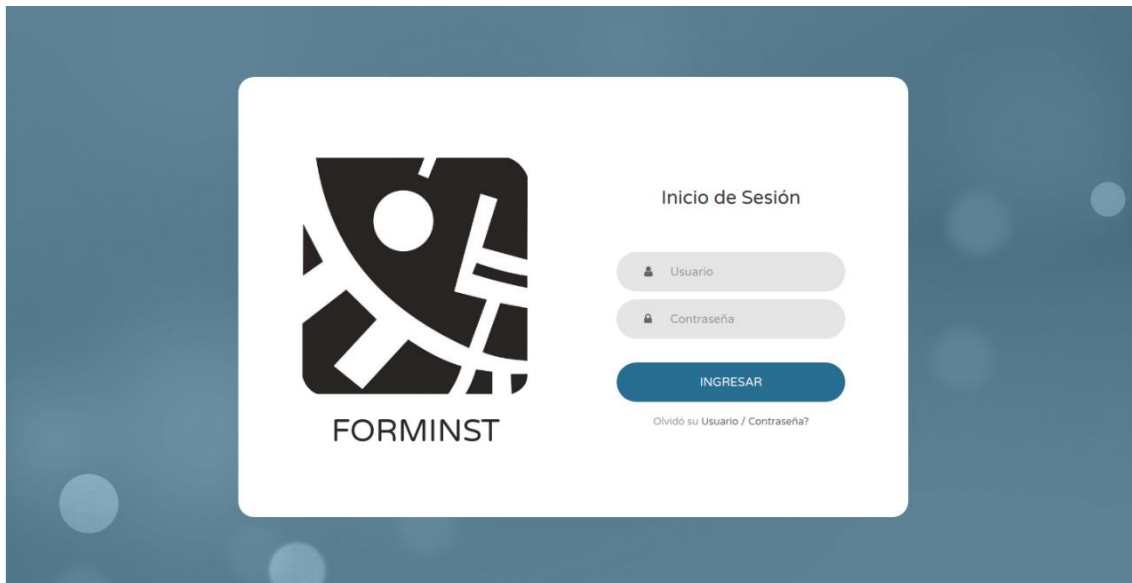 Inicio de Sesión
Usuario
Contraseña
INGRESAR
Olvidó su Usuario / Contraseña?
FORMINST